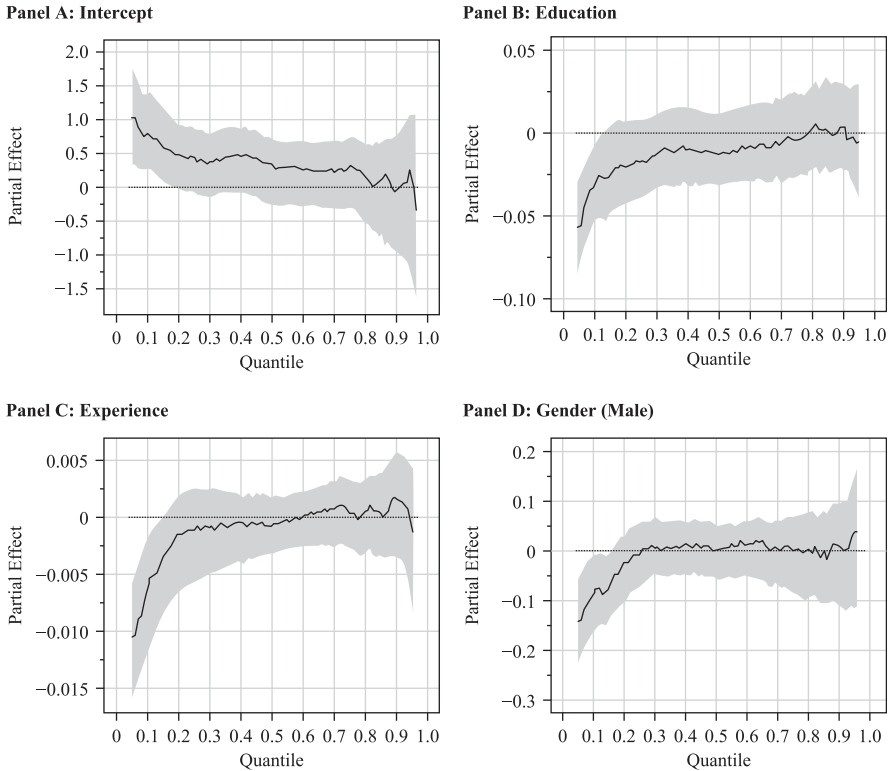 Panel A: Intercept
2.0
1.5
1.0
0.5
0
−0.5
−1.0
−1.5
Partial Effect
0 0.1 0.2 0.3 0.4 0.5 0.6 0.7 0.8 0.9 1.0
Quantile
Panel B: Education
0.05
0
−0.05
−0.10
Partial Effect
0 0.1 0.2 0.3 0.4 0.5 0.6 0.7 0.8 0.9 1.0
Quantile
Panel C: Experience
0.005
0
−0.005
−0.010
−0.015
Partial Effect
0 0.1 0.2 0.3 0.4 0.5 0.6 0.7 0.8 0.9 1.0
Quantile
Panel D: Gender (Male)
0.2
0.1
0
−0.1
−0.2
−0.3
Partial Effect
0 0.1 0.2 0.3 0.4 0.5 0.6 0.7 0.8 0.9 1.0
Quantile